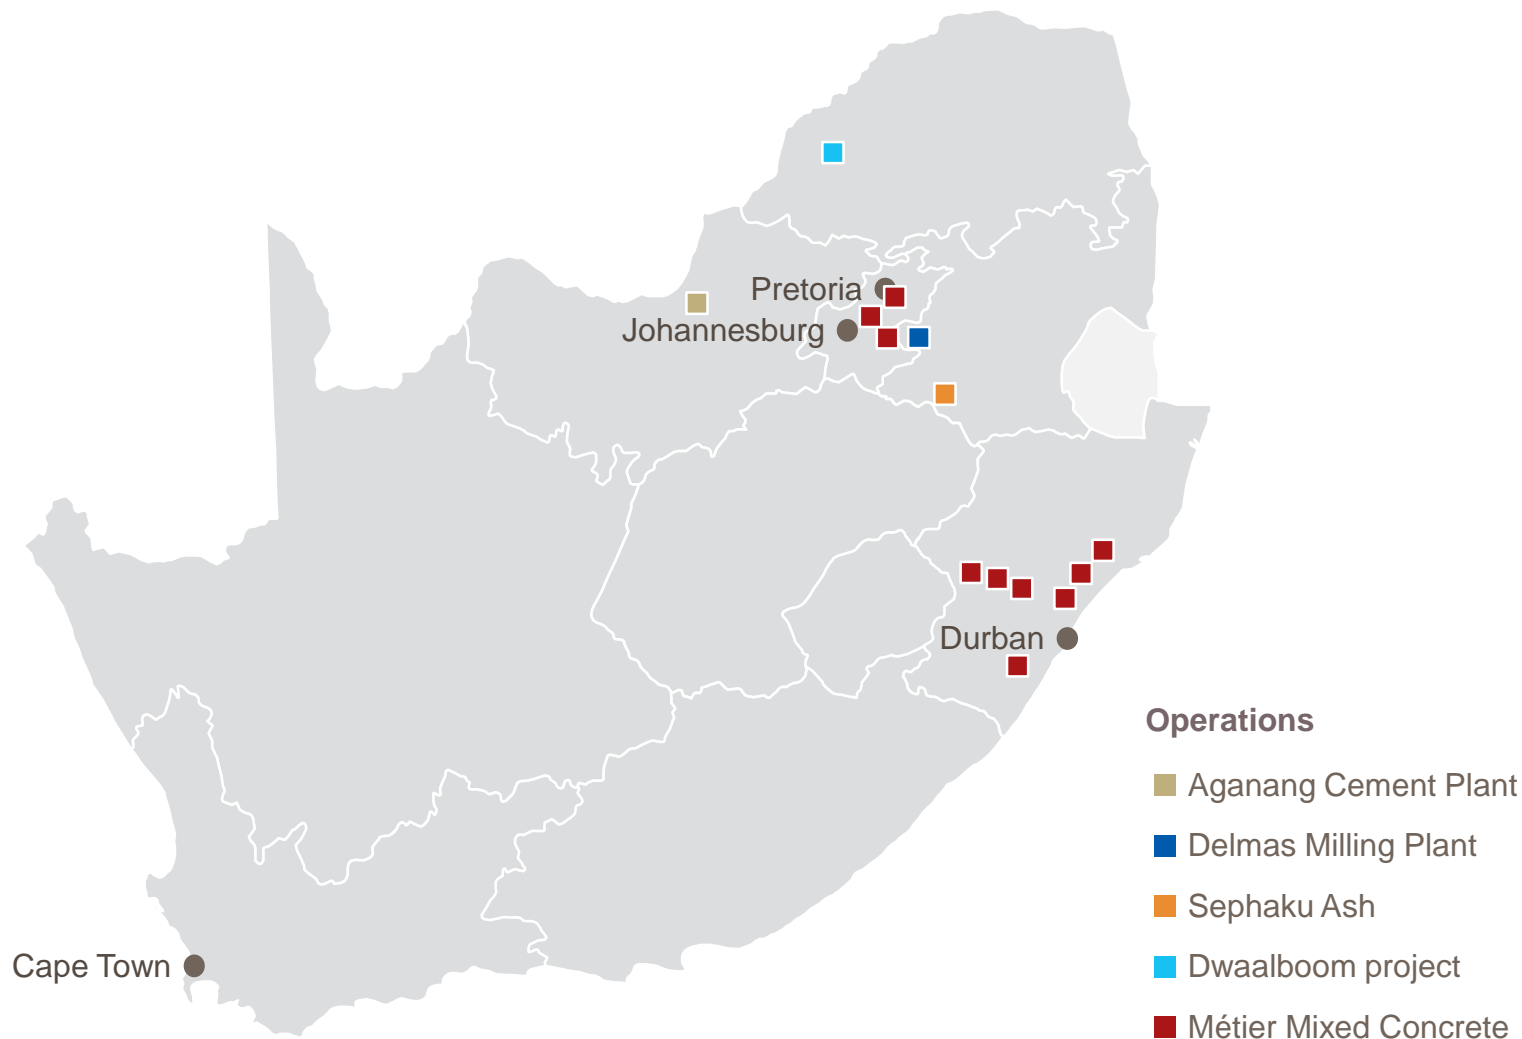 Pretoria
Johannesburg
Durban
Cape Town
Operations
Aganang Cement Plant
Delmas Milling Plant
Sephaku Ash
Dwaalboom project
Métier Mixed Concrete